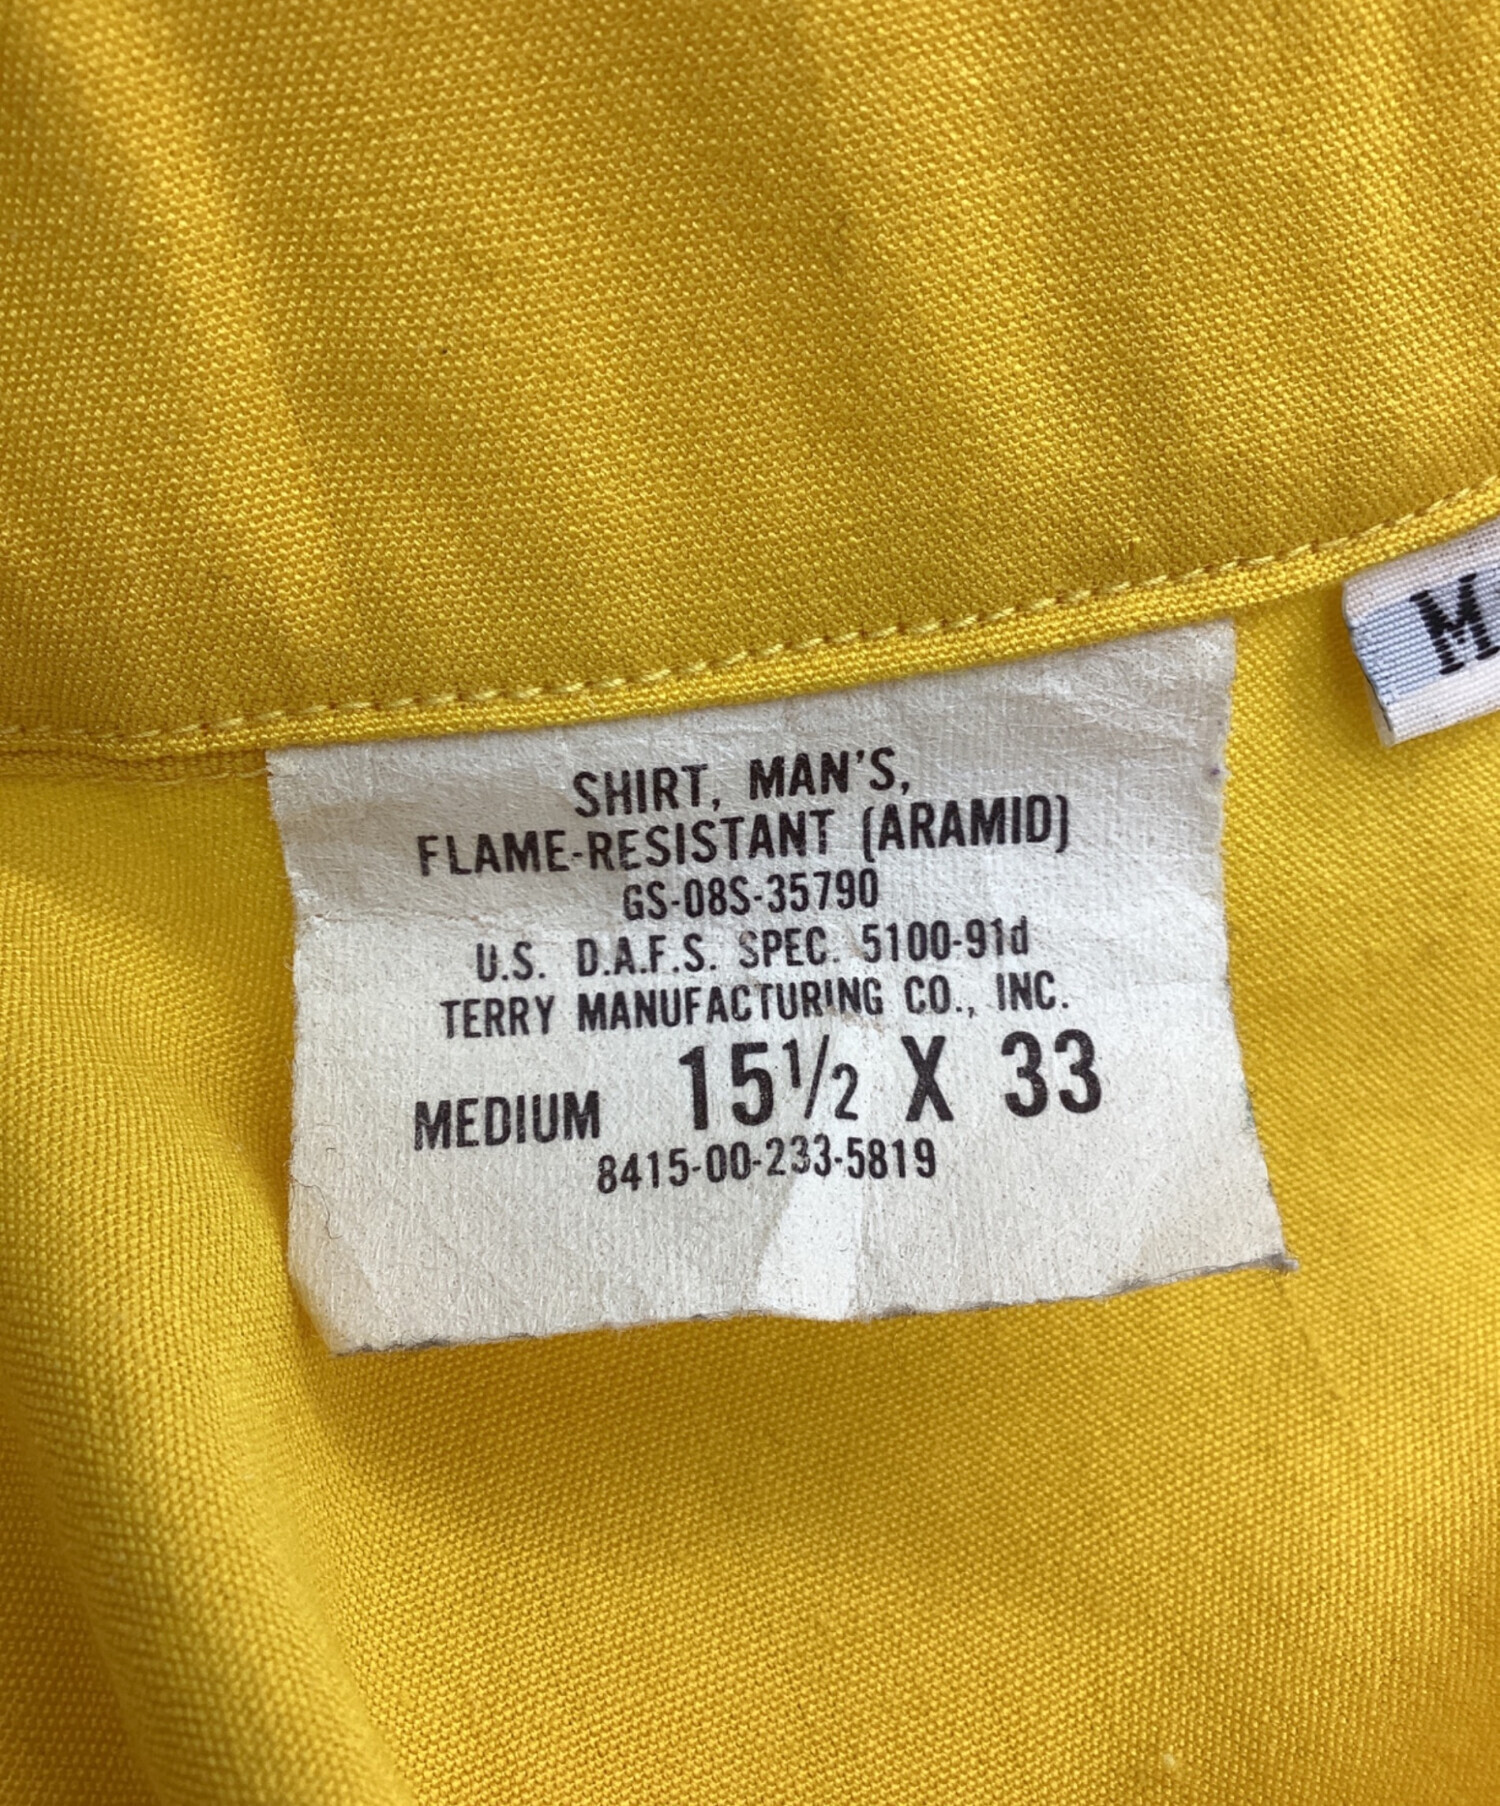 SHIRT, MAN'S,
FLAME-RESISTANT (ARAMID)
GS-08S-35790
U.S. D.A.F.S. SPEC. 5100-91d
TERRY MANUFACTURING CO., INC.
MEDIUM 15½ X 33
8415-00-233-5819
M